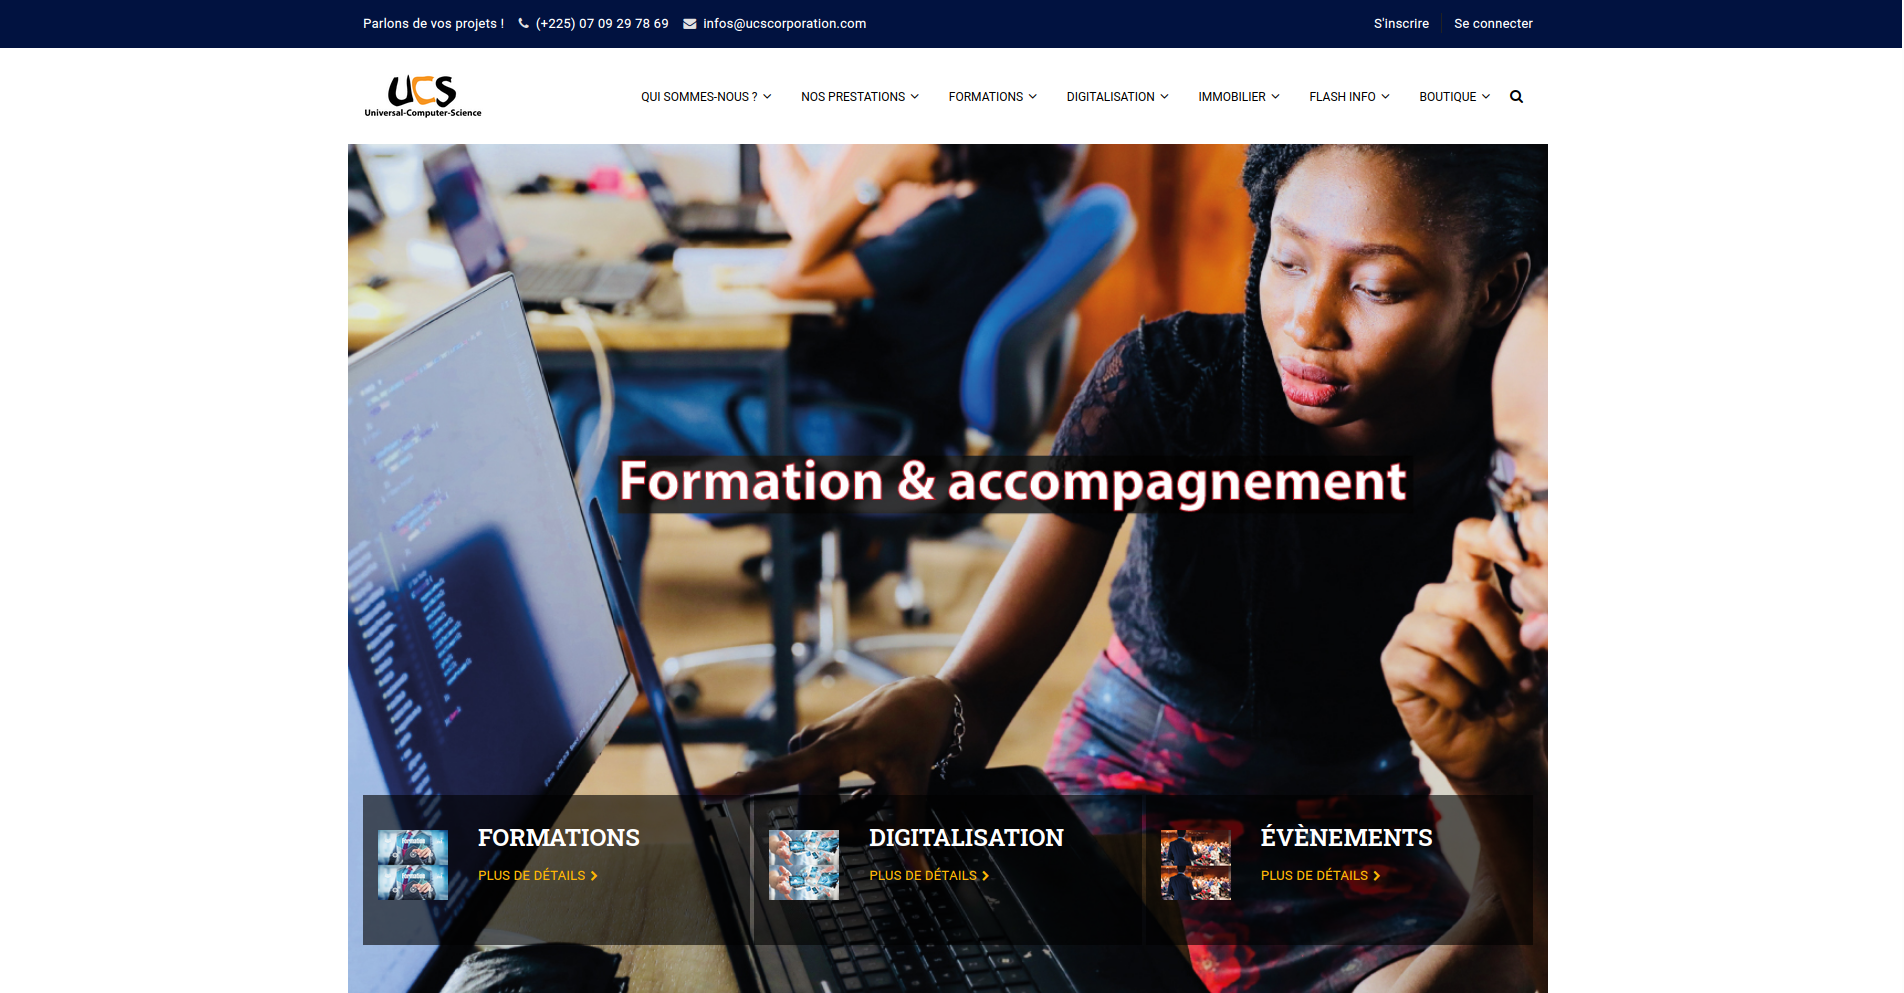 Parlons de vos projets ! (+225) 07 09 29 78 69 infos@ucscorporation.com S'inscrire Se connecter
UCS
Universal-Computer-Science
QUI SOMMES-NOUS ? NOS PRESTATIONS FORMATIONS DIGITALISATION IMMOBILIER FLASH INFO BOUTIQUE
Formation & accompagnement
FORMATIONS
PLUS DE DÉTAILS
DIGITALISATION
PLUS DE DÉTAILS
ÉVÈNEMENTS
PLUS DE DÉTAILS